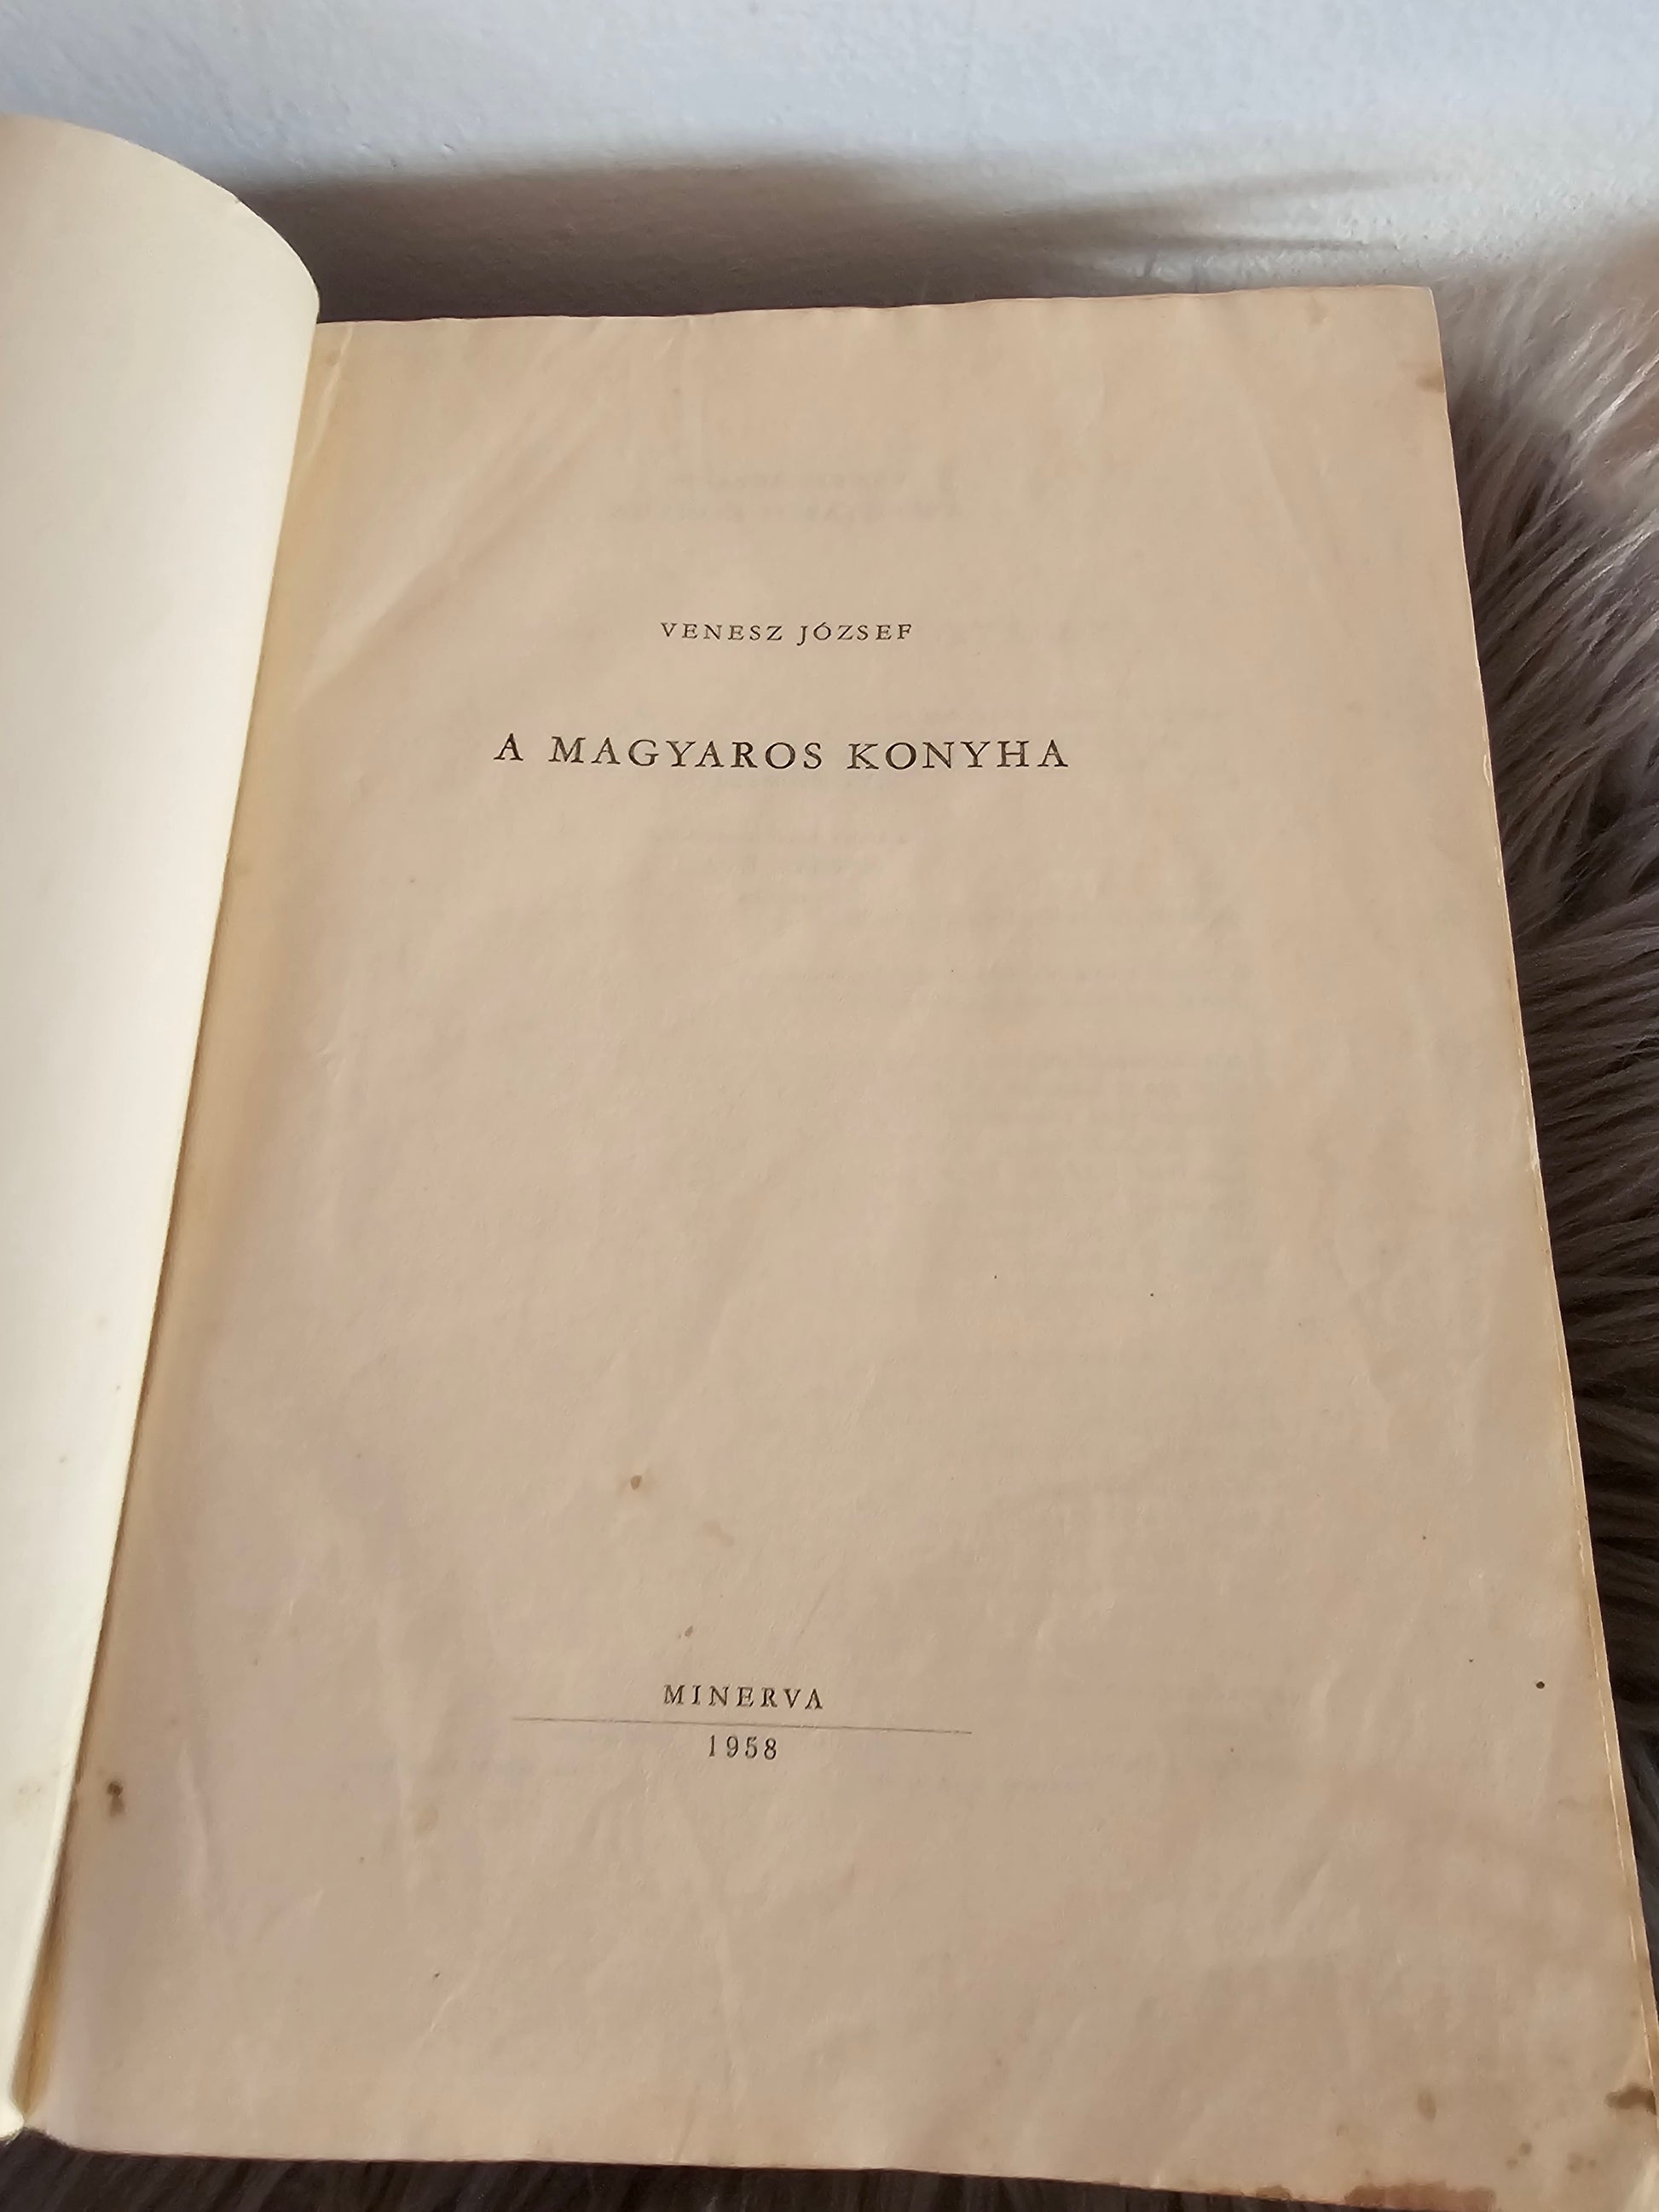 VENESZ JÓZSEF
A MAGYAROS KONYHA
MINERVA
1958